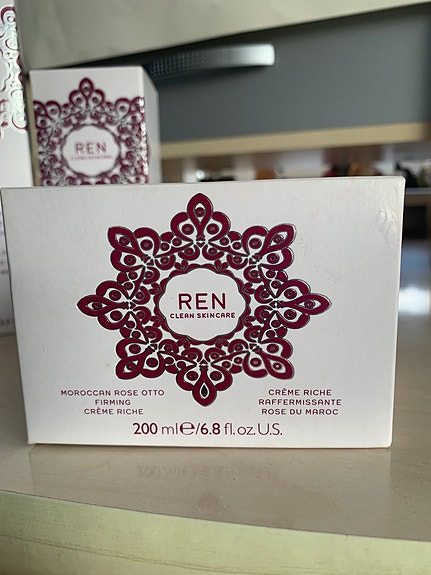 REN
CLEAN SKINCARE
REN
CLEAN SKINCARE
MOROCCAN ROSE OTTO
FIRMING
CRÈME RICHE
CRÈME RICHE
RAFFERMISSANTE
ROSE DU MAROC
200 ml℮/6.8 fl.oz.U.S.